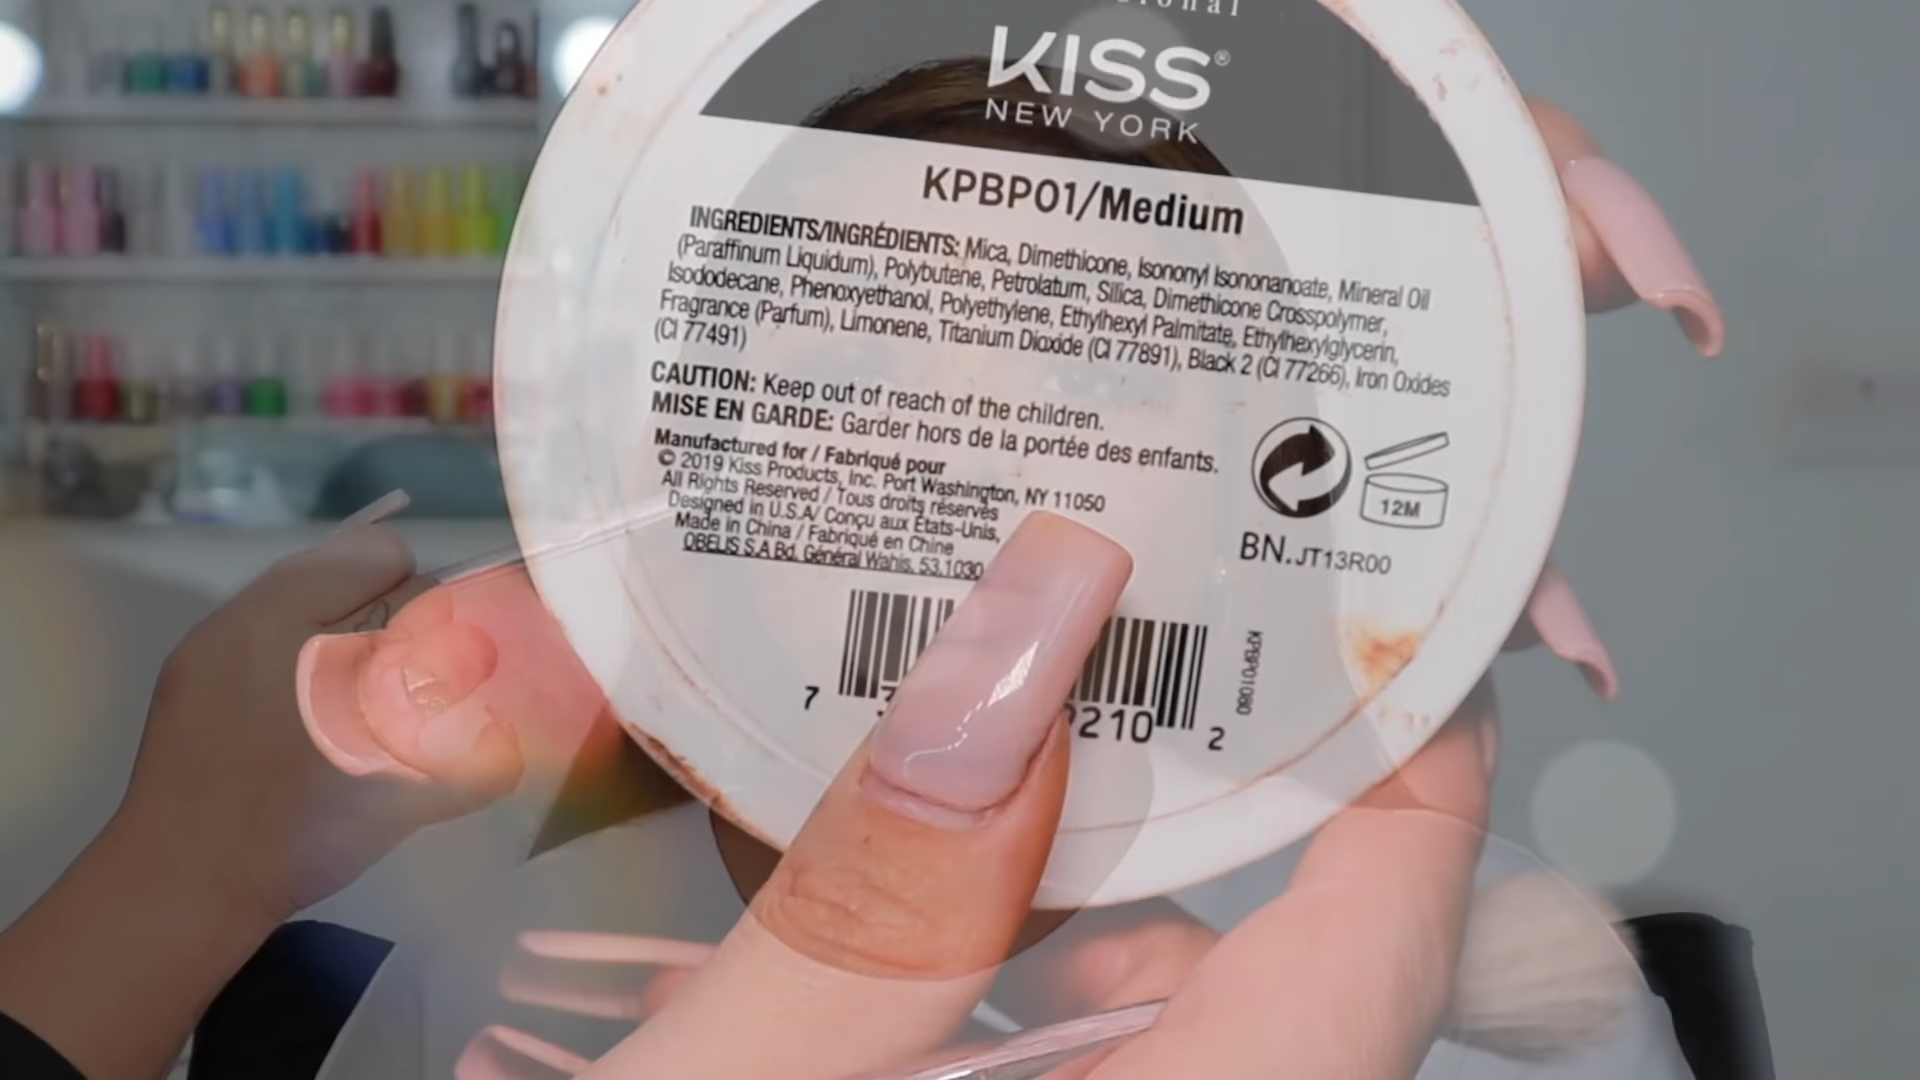 KISS®
NEW YORK
KPBP01/Medium
INGREDIENTS/INGRÉDIENTS: Mica, Dimethicone, Isononyl Isononanoate, Mineral Oil
(Paraffinum Liquidum), Polybutene, Petrolatum, Silica, Dimethicone Crosspolymer,
Isododecane, Phenoxyethanol, Polyethylene, Ethylhexyl Palmitate, Ethylhexylglycerin,
Fragrance (Parfum), Limonene, Titanium Dioxide (CI 77891), Black 2 (CI 77266), Iron Oxides
(CI 77491)
CAUTION: Keep out of reach of the children.
MISE EN GARDE: Garder hors de la portée des enfants.
Manufactured for / Fabriqué pour
© 2019 Kiss Products, Inc. Port Washington, NY 11050
All Rights Reserved / Tous droits réservés
Designed in U.S.A/ Conçu aux États-Unis,
Made in China / Fabriqué en Chine
OBELIS S.A Bd. Général Wahis, 53,1030
12M
BN.JT13R00
KPBP01080
7 210 2